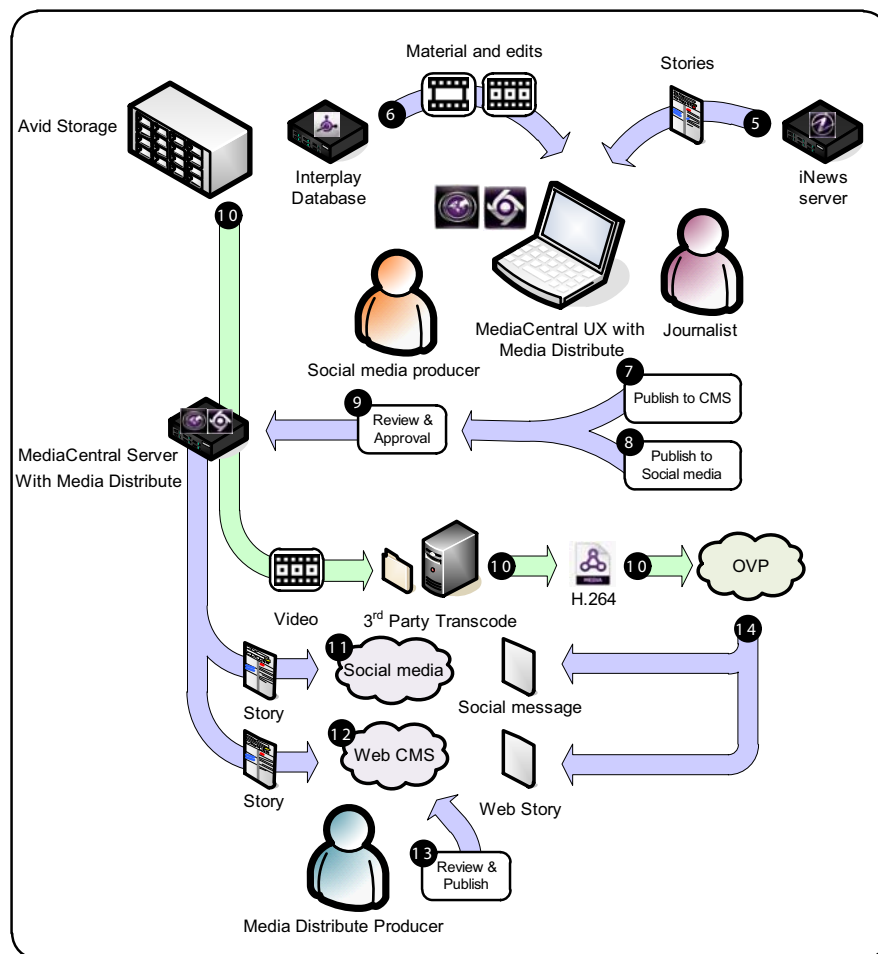 Material and edits
Stories
Avid Storage
6
5
Interplay
Database
iNews
server
10
MediaCentral UX with
Media Distribute
Journalist
Social media producer
7
Publish to CMS
9
Review &
Approval
8
Publish to
Social media
MediaCentral Server
With Media Distribute
10
MEDIA
10
OVP
H.264
Video
3rd Party Transcode
14
11
Social media
Social message
Story
12
Web CMS
Story
Web Story
13
Review &
Publish
Media Distribute Producer